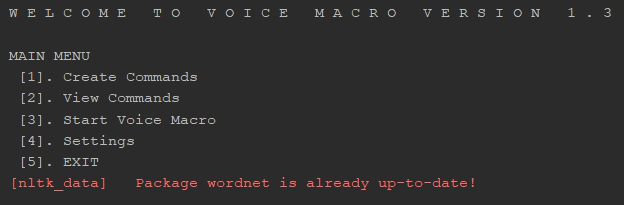 W E L C O M E   T O   V O I C E   M A C R O   V E R S I O N   1 . 3
MAIN MENU
[1]. Create Commands
[2]. View Commands
[3]. Start Voice Macro
[4]. Settings
[5]. EXIT
[nltk_data]   Package wordnet is already up-to-date!